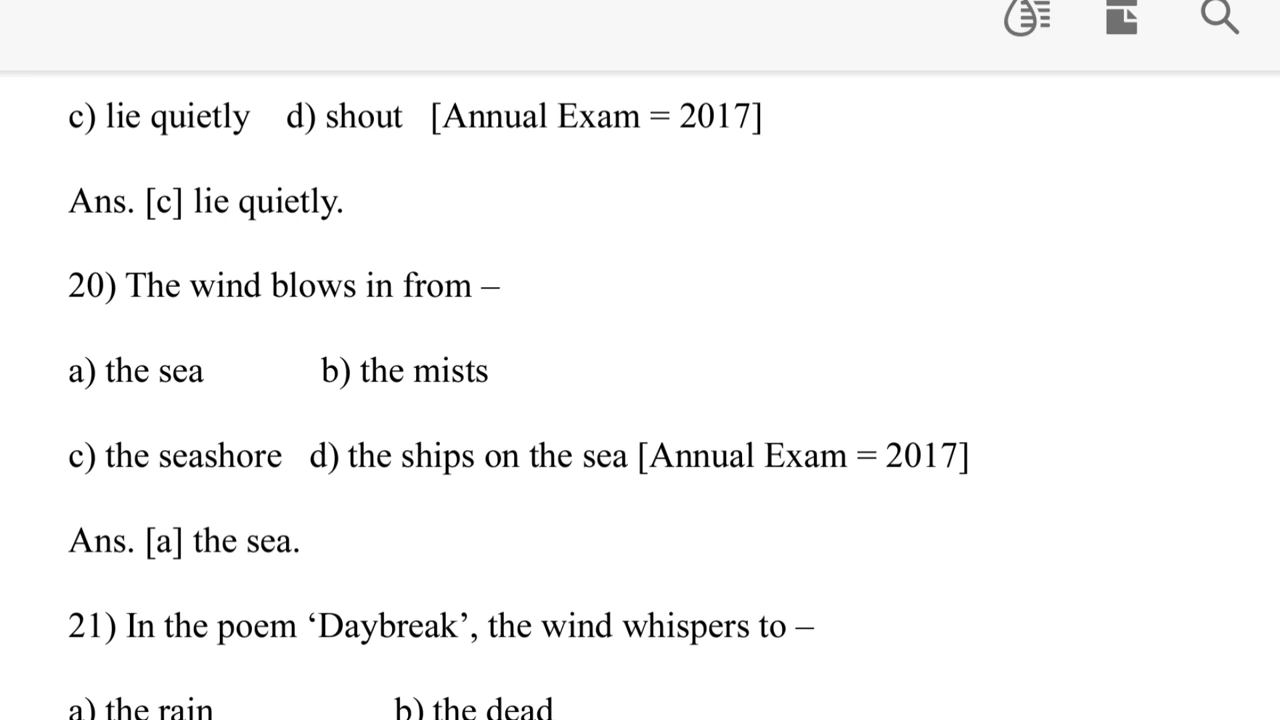 c) lie quietly d) shout [Annual Exam = 2017]
Ans. [c] lie quietly.
20) The wind blows in from –
a) the sea b) the mists
c) the seashore d) the ships on the sea [Annual Exam = 2017]
Ans. [a] the sea.
21) In the poem ‘Daybreak’, the wind whispers to –
a) the rain b) the dead